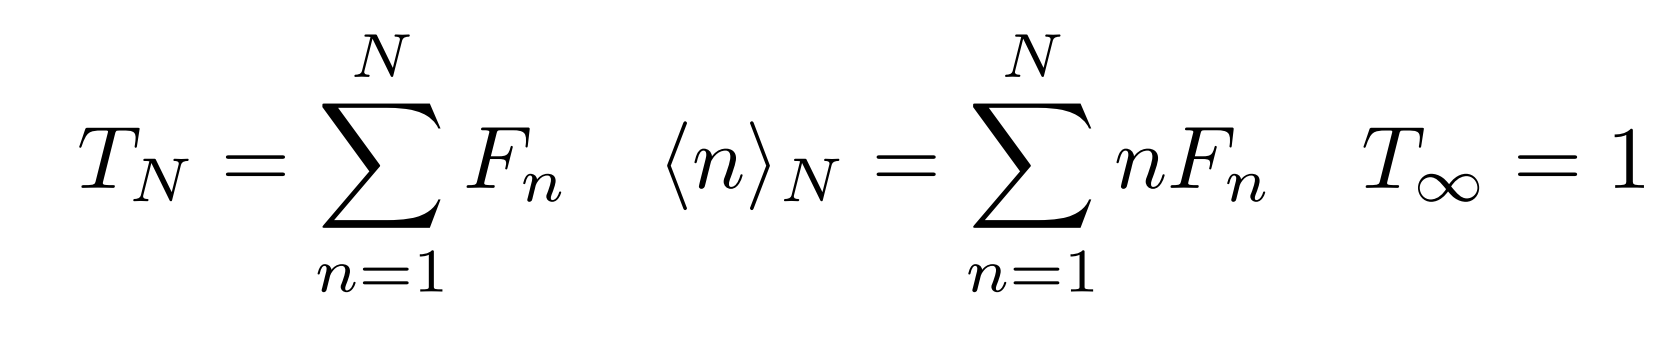 $T_N = \sum_{n=1}^{N} F_n \quad \langle n \rangle_N = \sum_{n=1}^{N} n F_n \quad T_\infty = 1$